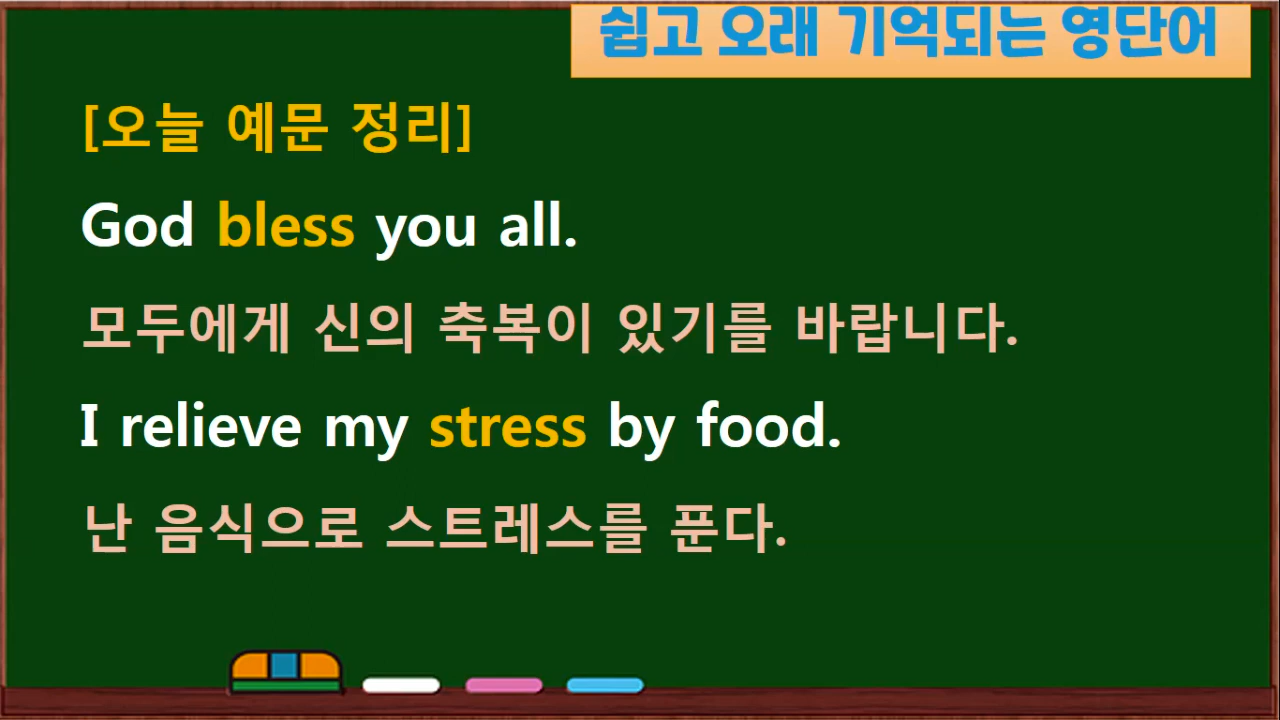 쉽고 오래 기억되는 영단어
[오늘 예문 정리]
God bless you all.
모두에게 신의 축복이 있기를 바랍니다.
I relieve my stress by food.
난 음식으로 스트레스를 푼다.